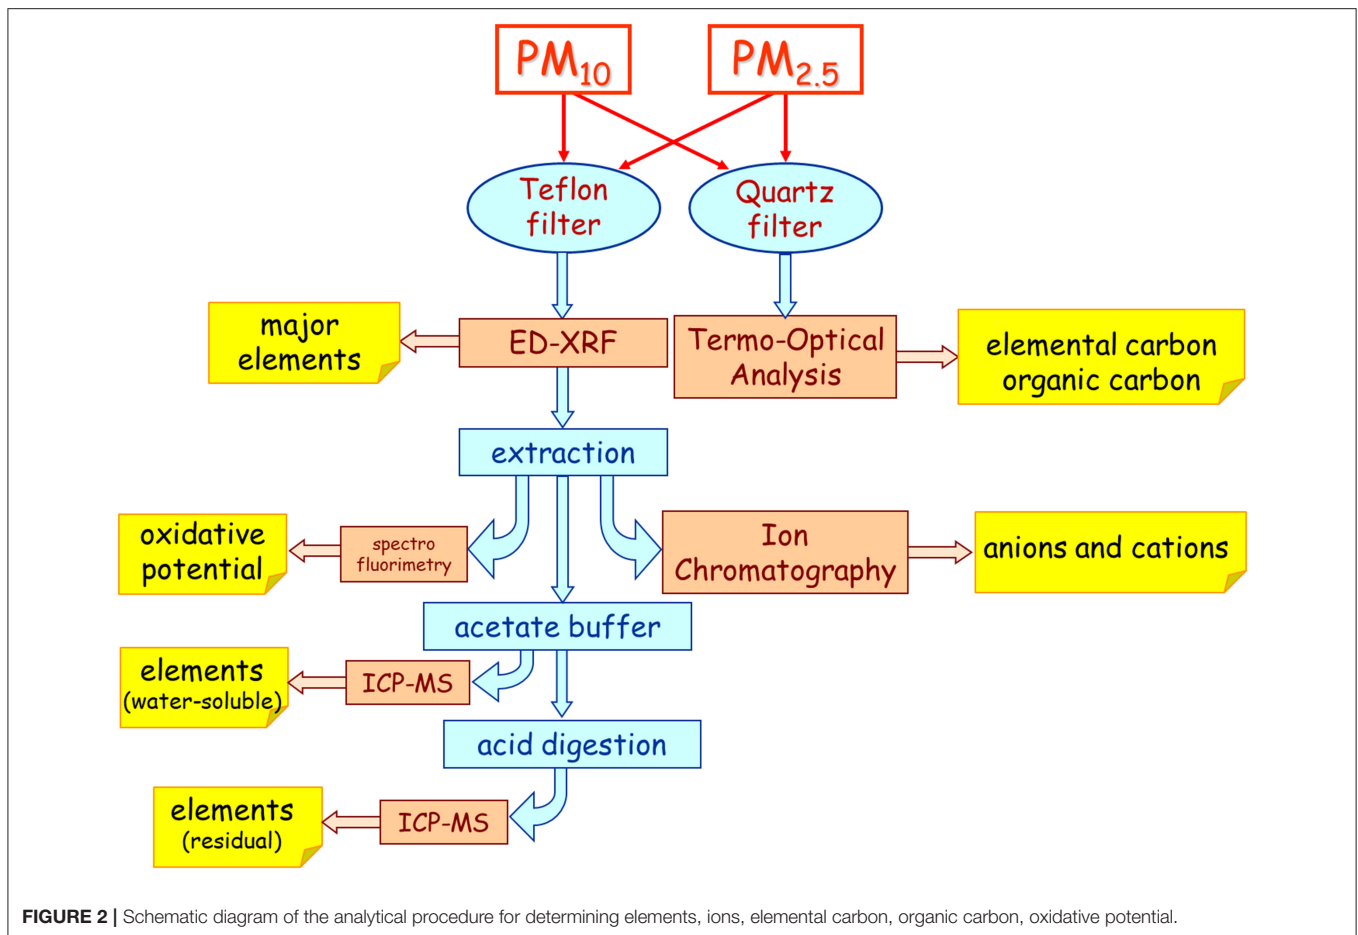 PM10
PM2.5
Teflon
filter
Quartz
filter
major
elements
ED-XRF
Termo-Optical
Analysis
elemental carbon
organic carbon
extraction
oxidative
potential
spectro
fluorimetry
Ion
Chromatography
anions and cations
acetate buffer
elements
(water-soluble)
ICP-MS
acid digestion
elements
(residual)
ICP-MS
FIGURE 2 | Schematic diagram of the analytical procedure for determining elements, ions, elemental carbon, organic carbon, oxidative potential.